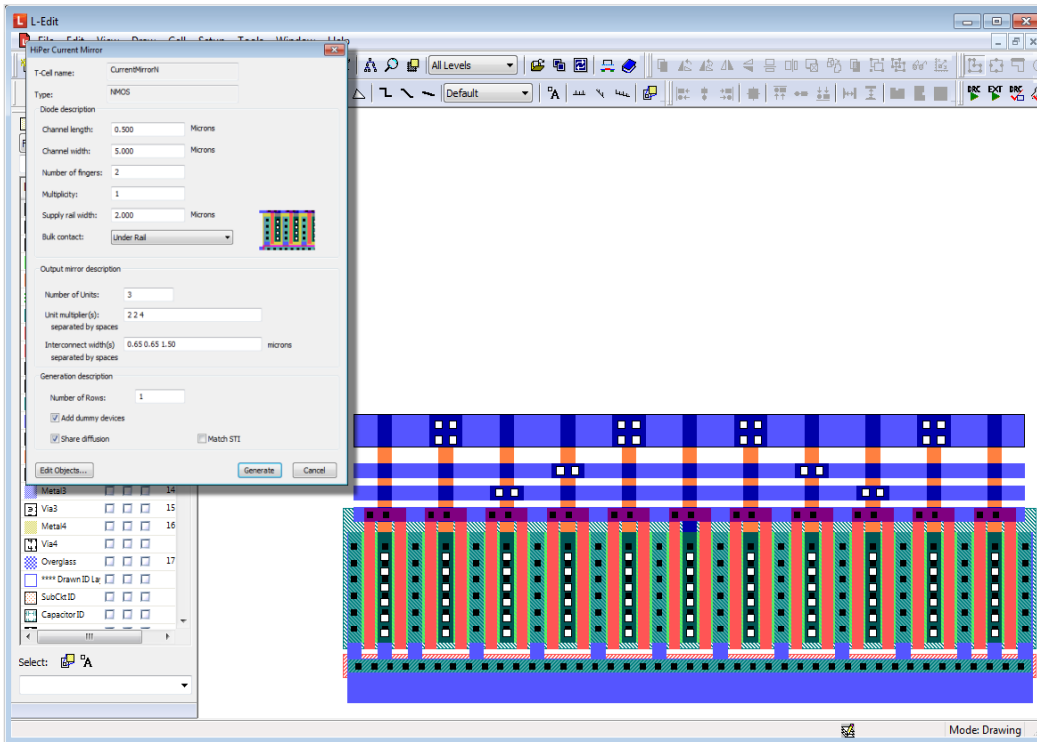 L-Edit
File Edit View Draw Cell Setup Tools Window Help
HiPer Current Mirror
T-Cell name: CurrentMirrorN
Type: NMOS
Diode description
Channel length: 0.500 Microns
Channel width: 5.000 Microns
Number of fingers: 2
Multiplicity: 1
Supply rail width: 2.000 Microns
Bulk contact: Under Rail
Output mirror description
Number of Units: 3
Unit multiplier(s): 2 2 4
separated by spaces
Interconnect width(s) 0.65 0.65 1.50 microns
separated by spaces
Generation description
Number of Rows: 1
Add dummy devices
Share diffusion Match STI
Edit Objects... Generate Cancel
All Levels
Default
DRC EXT DRC
Metal3 14
Via3 15
Metal4 16
Via4
Overglass 17
**** Drawn ID La
SubCkt ID
Capacitor ID
Select:
Mode: Drawing